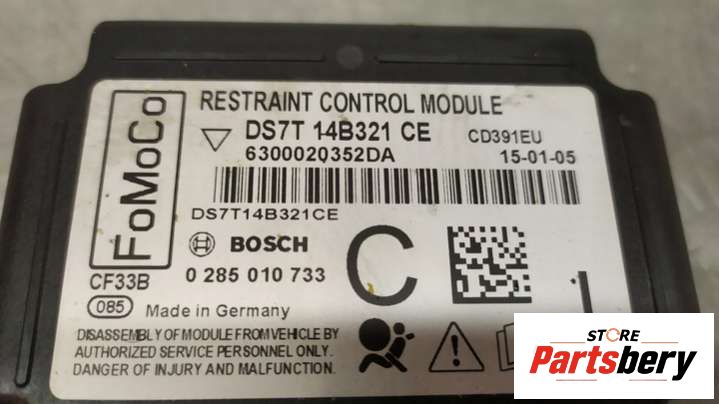 FoMoCo
RESTRAINT CONTROL MODULE
DS7T 14B321 CE
CD391EU
6300020352DA
15-01-05
DS7T14B321CE
BOSCH
C
CF33B
0 285 010 733
085
Made in Germany
DISASSEMBLY OF MODULE FROM VEHICLE BY
AUTHORIZED SERVICE PERSONNEL ONLY.
DANGER OF INJURY AND MALFUNCTION.
STORE
Partsbery